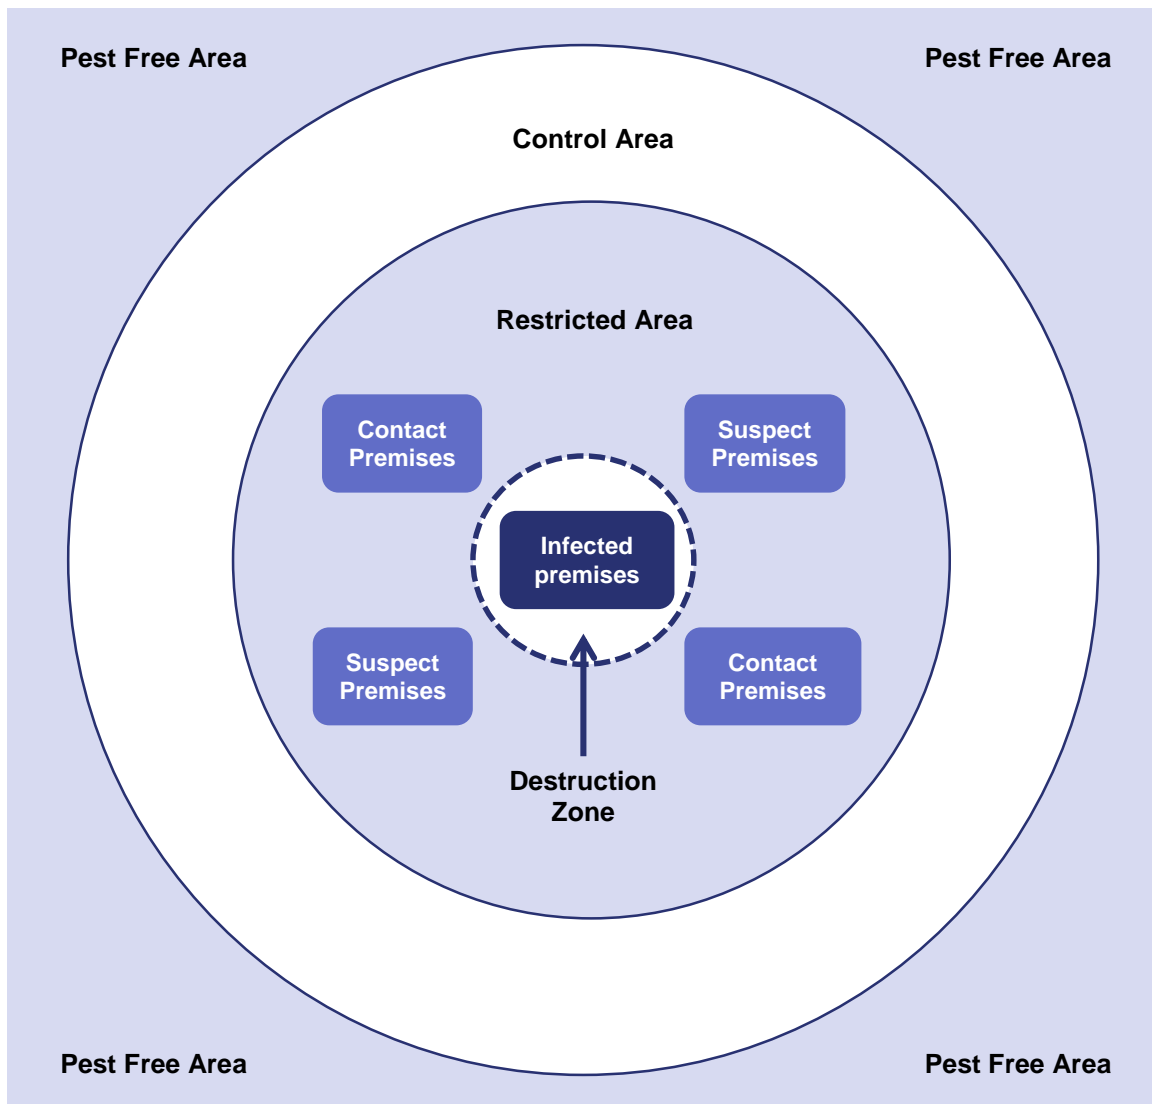 Pest Free Area
Pest Free Area
Control Area
Restricted Area
Contact
Premises
Suspect
Premises
Infected
premises
Suspect
Premises
Contact
Premises
Destruction
Zone
Pest Free Area
Pest Free Area